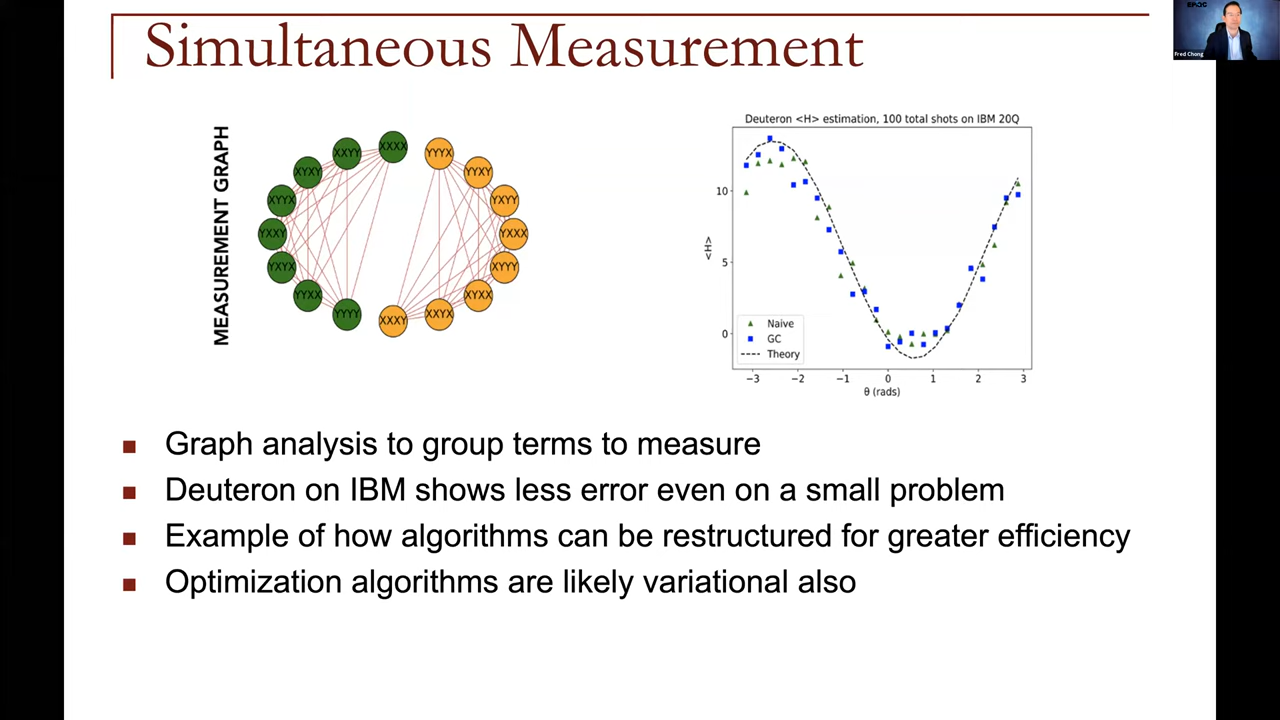 Simultaneous Measurement
EPiQC
Fred Chong
MEASUREMENT GRAPH
XXXX
XXYY
XYXY
XYYX
YXXY
YXYX
YYXX
YYYY
YYYX
YYXY
YXYY
YXXX
XYYY
XYXX
XXYX
XXXY
Deuteron <H> estimation, 100 total shots on IBM 20Q
<H>
10
5
0
Naive
GC
Theory
−3 −2 −1 0 1 2 3
θ (rads)
Graph analysis to group terms to measure
Deuteron on IBM shows less error even on a small problem
Example of how algorithms can be restructured for greater efficiency
Optimization algorithms are likely variational also